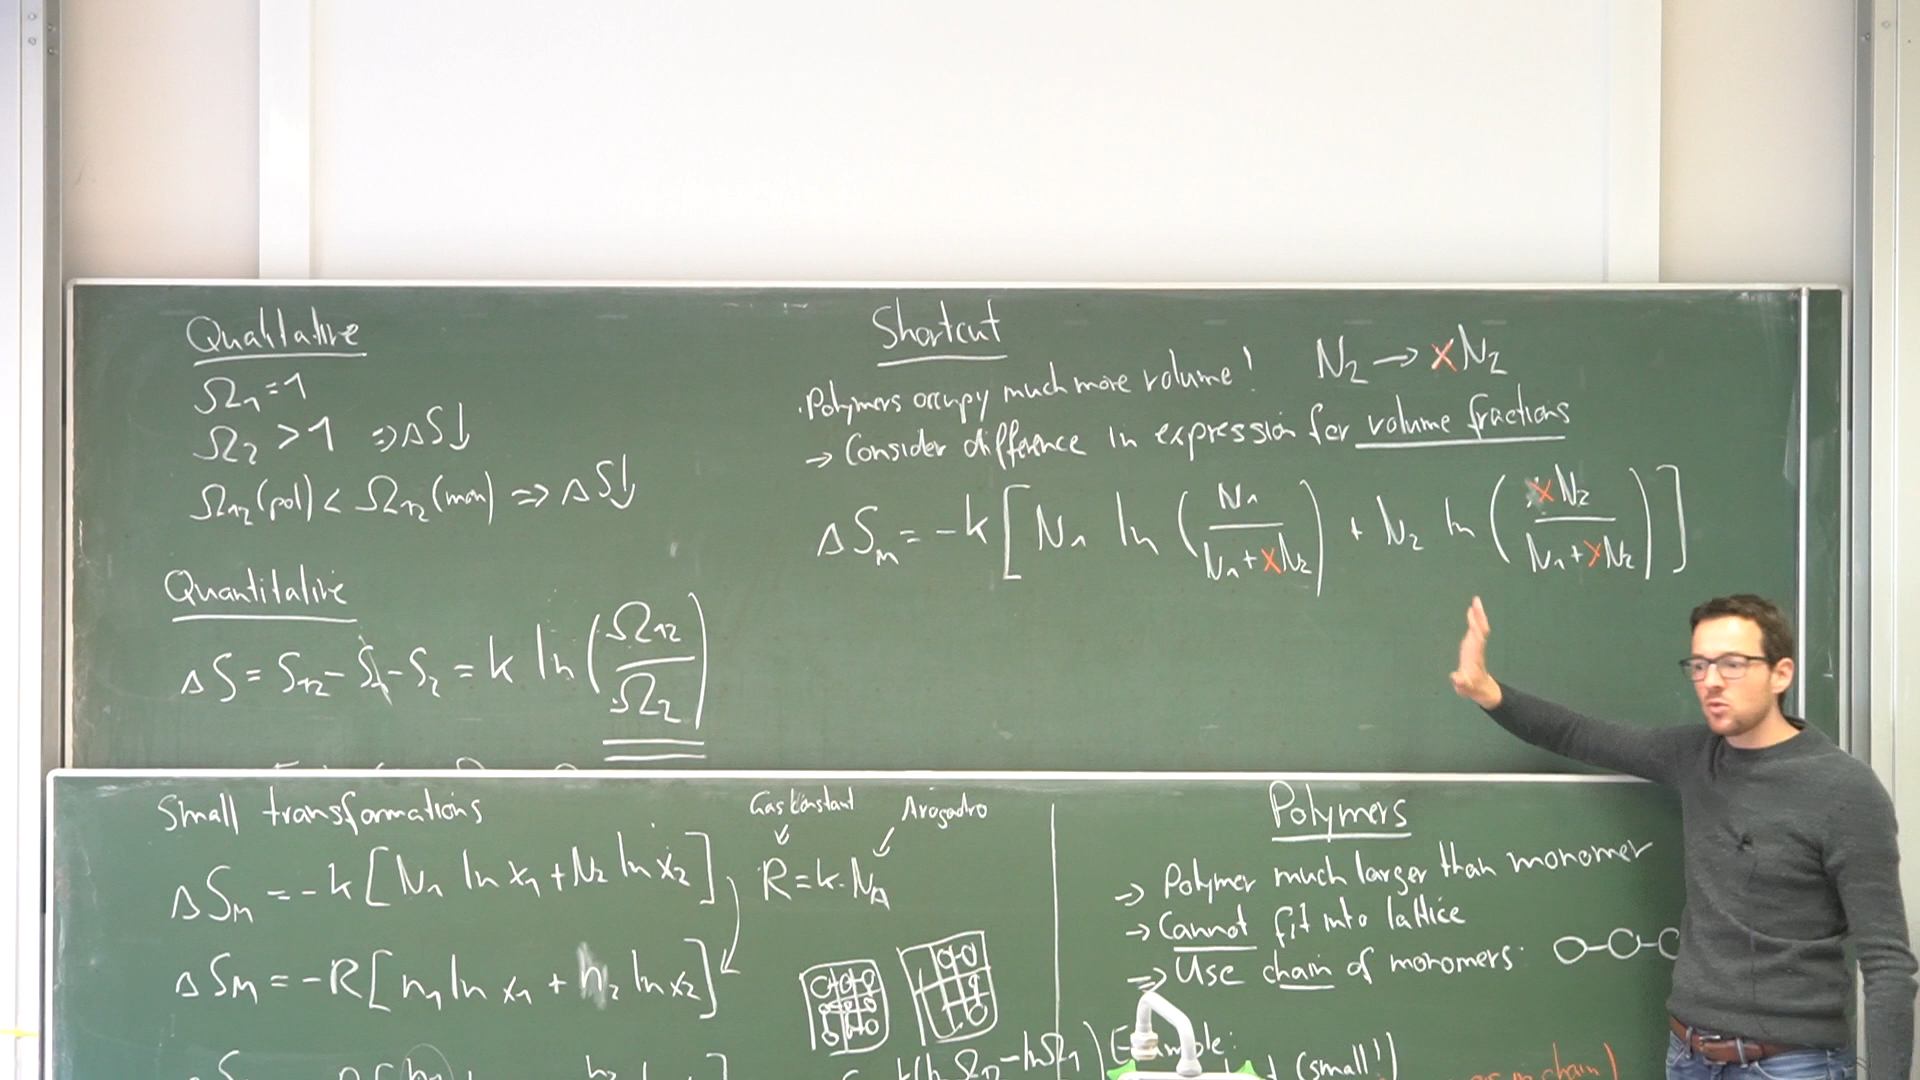 Qualitative
Ω₁ = 1
Ω₂ > 1 ⇒ ΔS↓
Ω₁₂(pol) < Ω₁₂(mon) ⇒ ΔS↓
Quantitative
ΔS = S₁₂ - S₁ - S₂ = k ln (Ω₁₂ / Ω₂)
Shortcut
· Polymers occupy much more volume! N₂ → xN₂
→ Consider difference in expression for volume fractions
ΔSₘ = -k [N₁ ln (N₁ / N₁ + xN₂) + N₂ ln (xN₂ / N₁ + xN₂)]
Small transformations
ΔSₘ = -k [N₁ ln x₁ + N₂ ln x₂]
Gas Constant
Avogadro
R = k · N_A
ΔSₘ = -R [n₁ ln x₁ + n₂ ln x₂]
Polymers
→ Polymer much larger than monomer
→ Cannot fit into lattice
⇒ Use chain of monomers:
(small!)
in chain)